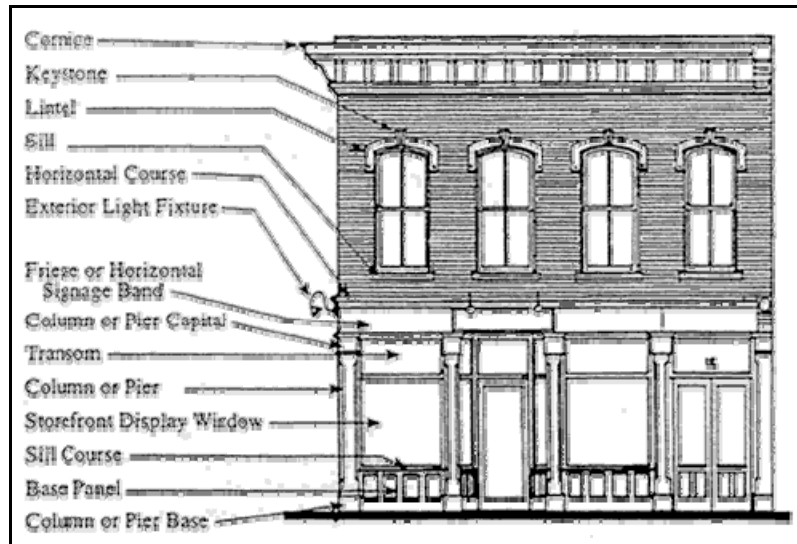 Cornice
Keystone
Lintel
Sill
Horizontal Course
Exterior Light Fixture
Frieze or Horizontal
Signage Band
Column or Pier Capital
Transom
Column or Pier
Storefront Display Window
Sill Course
Base Panel
Column or Pier Base